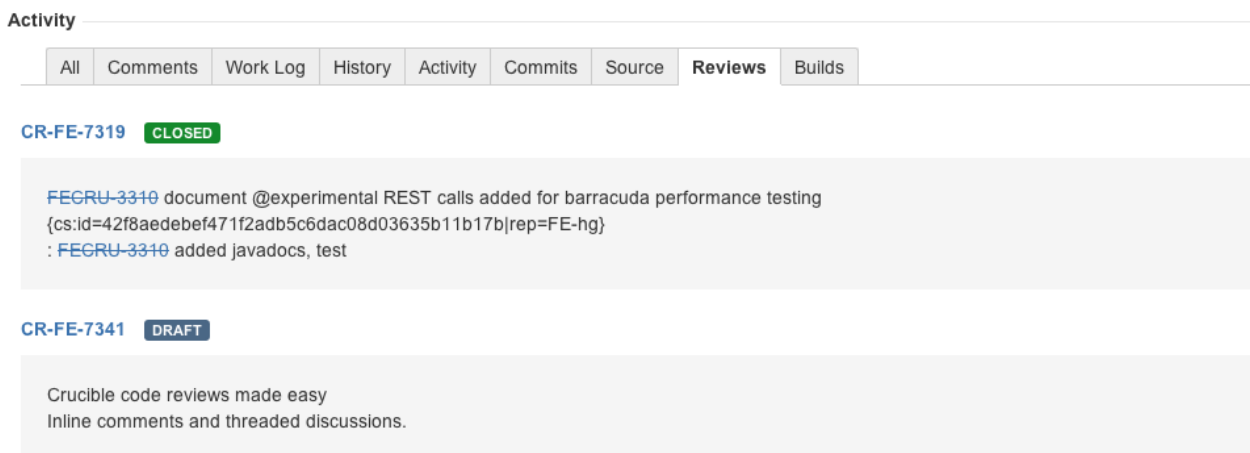 Activity
All Comments Work Log History Activity Commits Source Reviews Builds
CR-FE-7319 CLOSED
FECRU-3310 document @experimental REST calls added for barracuda performance testing
{cs:id=42f8aedebef471f2adb5c6dac08d03635b11b17b|rep=FE-hg}
: FECRU-3310 added javadocs, test
CR-FE-7341 DRAFT
Crucible code reviews made easy
Inline comments and threaded discussions.